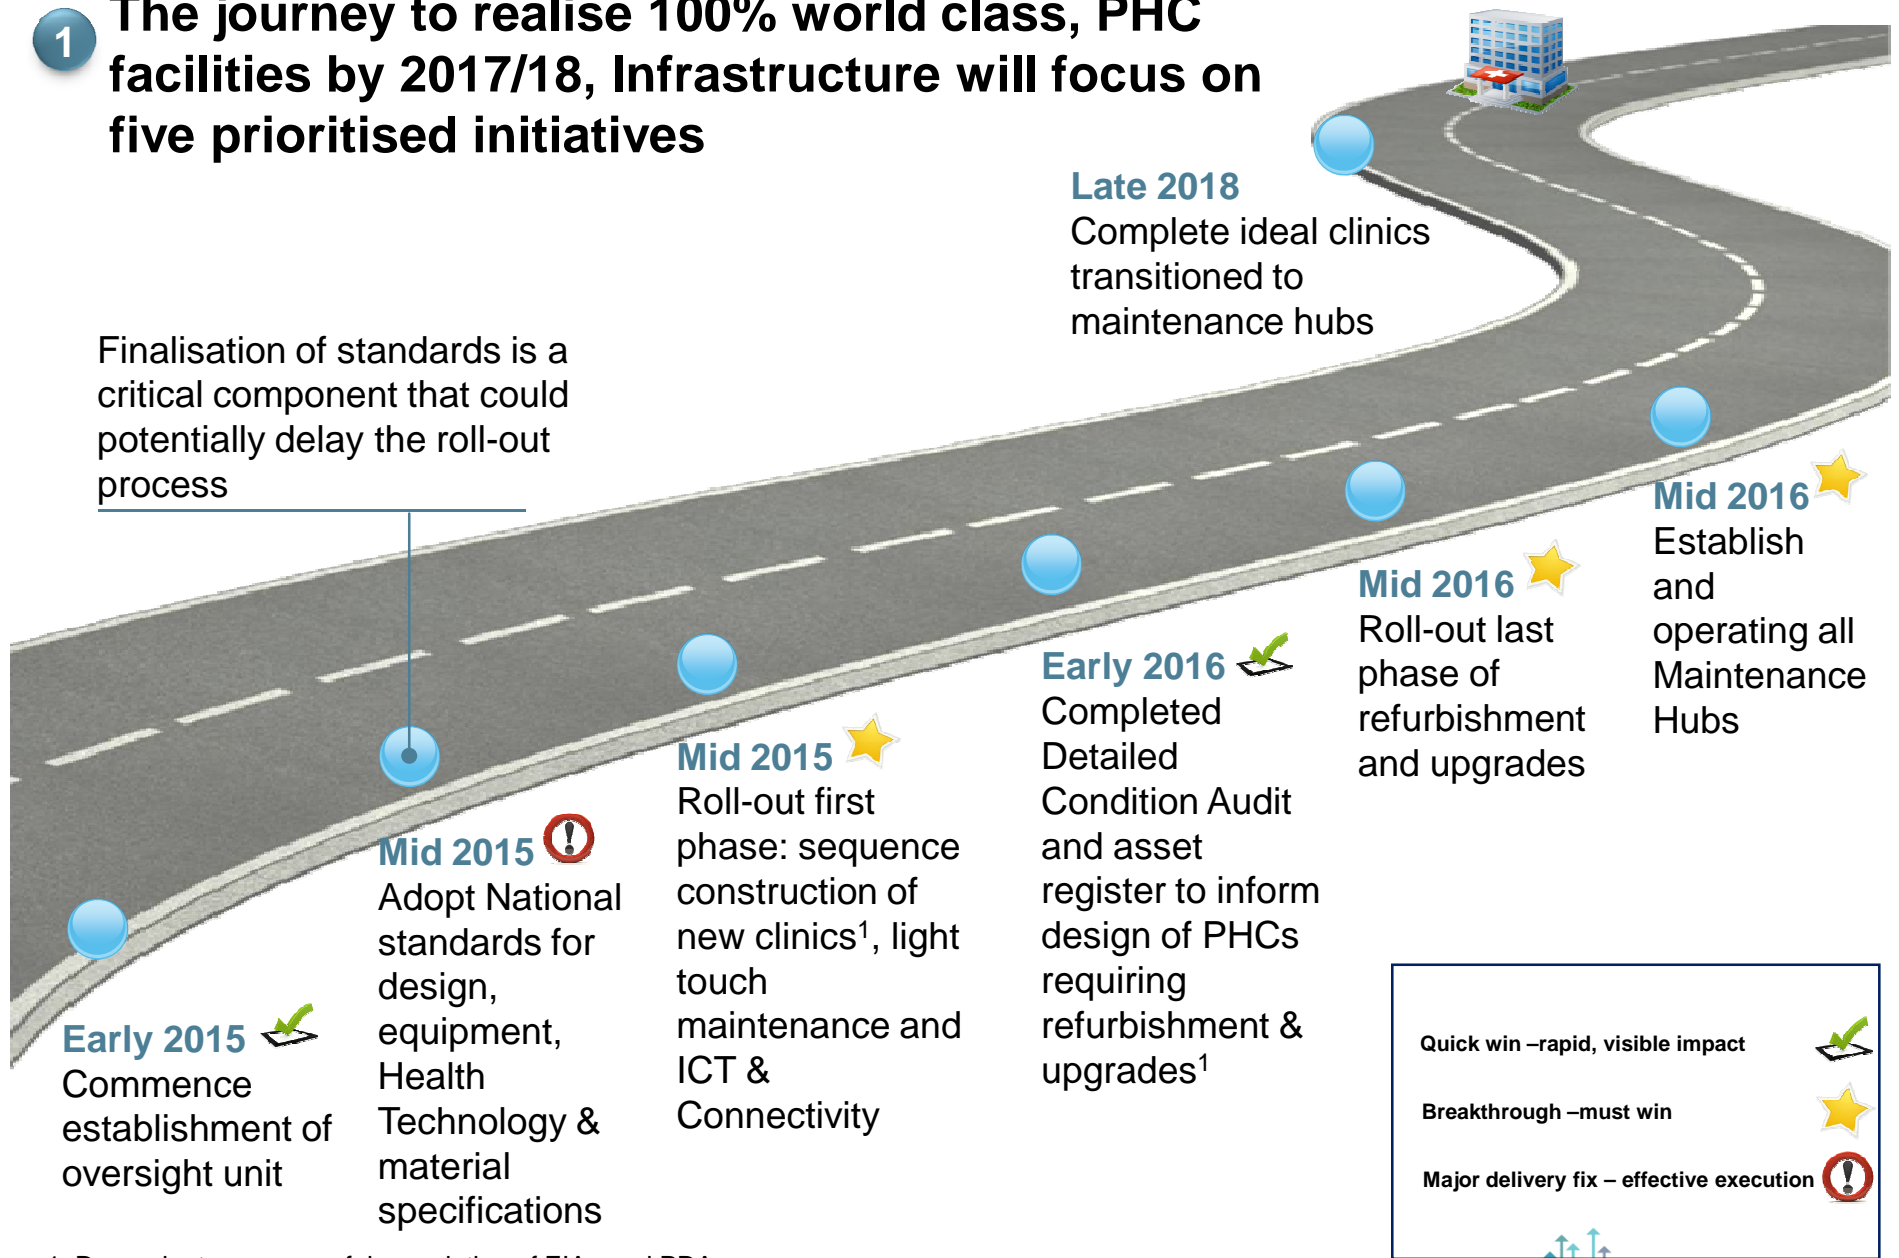 1
The journey to realise 100% world class, PHC
facilities by 2017/18, Infrastructure will focus on
five prioritised initiatives
Late 2018
Complete ideal clinics
transitioned to
maintenance hubs
Finalisation of standards is a
critical component that could
potentially delay the roll-out
process
Early 2015
Commence
establishment of
oversight unit
Mid 2015
Adopt National
standards for
design,
equipment,
Health
Technology &
material
specifications
Mid 2015
Roll-out first
phase: sequence
construction of
new clinics¹, light
touch
maintenance and
ICT &
Connectivity
Early 2016
Completed
Detailed
Condition Audit
and asset
register to inform
design of PHCs
requiring
refurbishment &
upgrades¹
Mid 2016
Roll-out last
phase of
refurbishment
and upgrades
Mid 2016
Establish
and
operating all
Maintenance
Hubs
Quick win –rapid, visible impact
Breakthrough –must win
Major delivery fix – effective execution